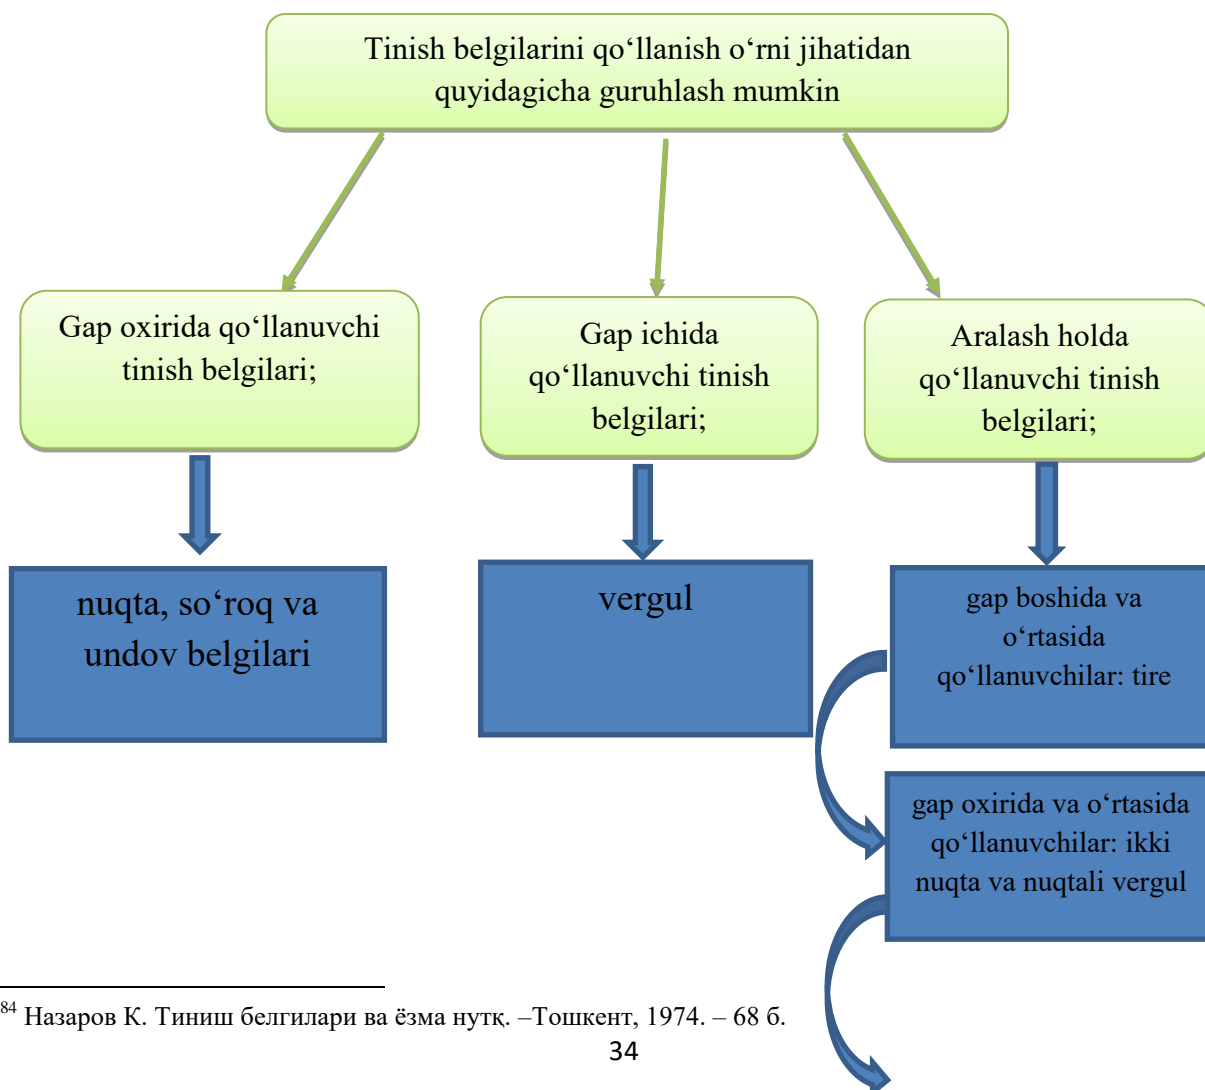 Tinish belgilarini qo‘llanish o‘rni jihatidan
quyidagicha guruhlash mumkin
Gap oxirida qo‘llanuvchi
tinish belgilari;
Gap ichida
qo‘llanuvchi tinish
belgilari;
Aralash holda
qo‘llanuvchi tinish
belgilari;
nuqta, so‘roq va
undov belgilari
vergul
gap boshida va
o‘rtasida
qo‘llanuvchilar: tire
gap oxirida va o‘rtasida
qo‘llanuvchilar: ikki
nuqta va nuqtali vergul
84 Назаров К. Тиниш белгилари ва ёзма нутқ. –Тошкент, 1974. – 68 б.
34